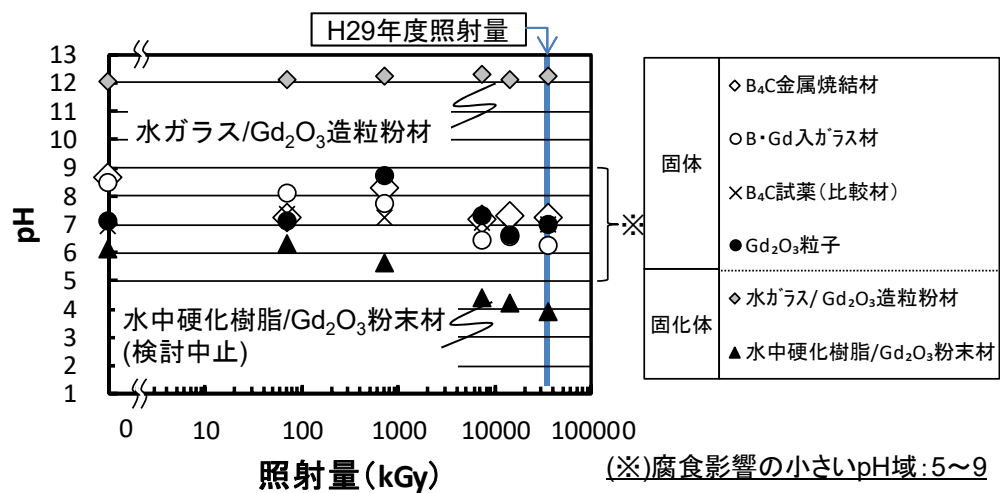 H29年度照射量
13
12
11
10
9
8
7
6
5
4
3
2
1
pH
水ガラス/Gd₂O₃造粒粉材
水中硬化樹脂/Gd₂O₃粉末材
(検討中止)
※
0 10 100 1000 10000 100000
照射量(kGy)
固体
B₄C金属焼結材
B・Gd入ガラス材
B₄C試薬(比較材)
Gd₂O₃粒子
固化体
水ガラス/Gd₂O₃造粒粉材
水中硬化樹脂/Gd₂O₃粉末材
(※)腐食影響の小さいpH域:5～9